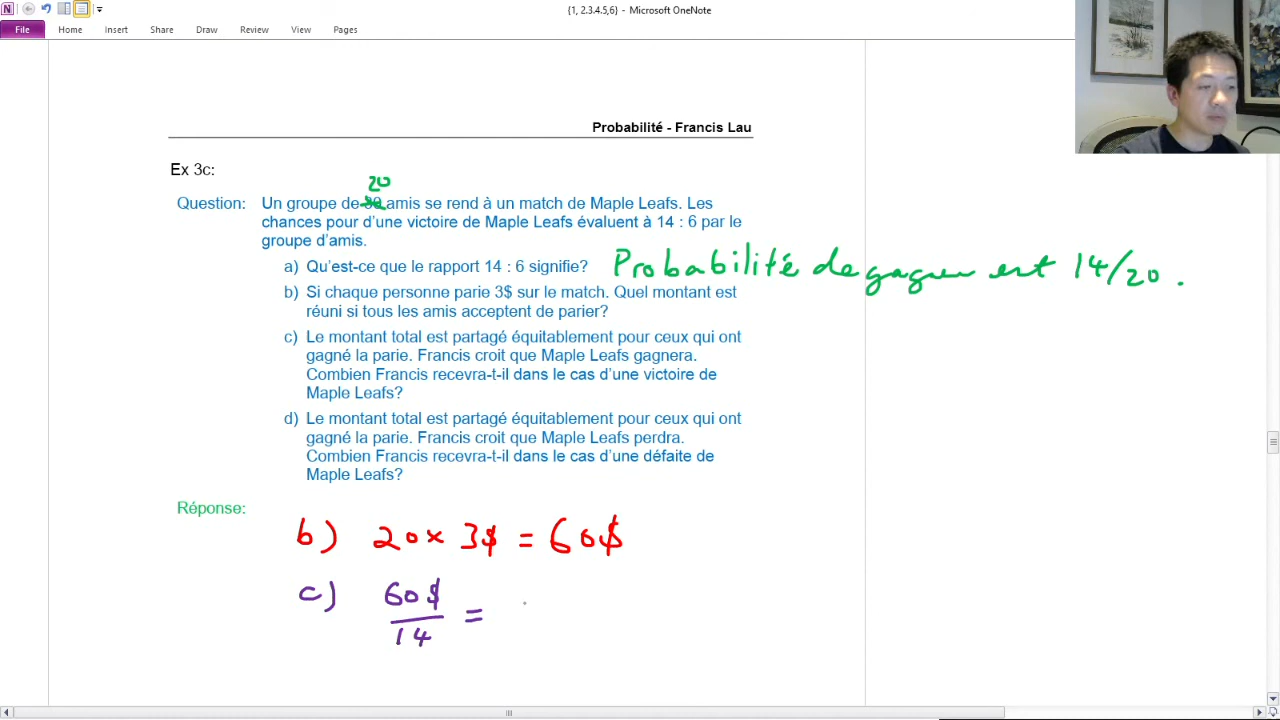 {1, 2.3.4.5,6} - Microsoft OneNote
File Home Insert Share Draw Review View Pages
Probabilité - Francis Lau
Ex 3c:
20
Question: Un groupe de amis se rend à un match de Maple Leafs. Les
chances pour d'une victoire de Maple Leafs évaluent à 14 : 6 par le
groupe d'amis.
a) Qu'est-ce que le rapport 14 : 6 signifie? Probabilité de gagner est 14/20.
b) Si chaque personne parie 3$ sur le match. Quel montant est
réuni si tous les amis acceptent de parier?
c) Le montant total est partagé équitablement pour ceux qui ont
gagné la parie. Francis croit que Maple Leafs gagnera.
Combien Francis recevra-t-il dans le cas d'une victoire de
Maple Leafs?
d) Le montant total est partagé équitablement pour ceux qui ont
gagné la parie. Francis croit que Maple Leafs perdra.
Combien Francis recevra-t-il dans le cas d'une défaite de
Maple Leafs?
Réponse:
b) 20 x 3$ = 60$
c) 60$
=
14